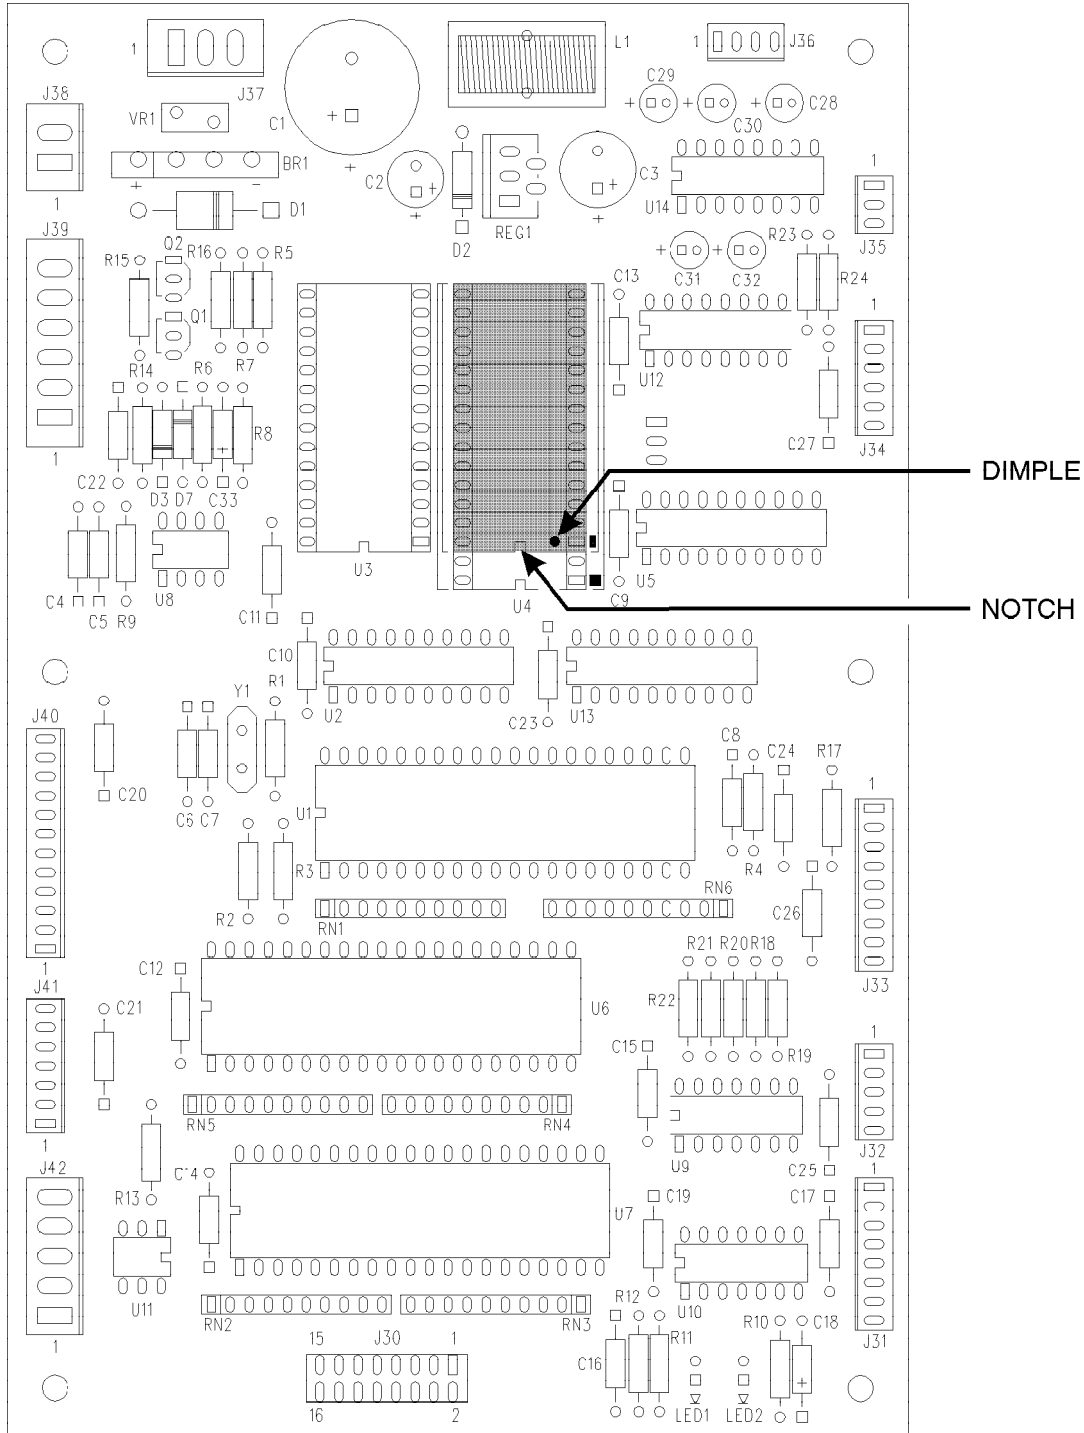 1
J37
VR1
C1
+
+
L1
1
J36
C29
+
+
+
C28
C30
J38
1
BR1
+
-
D1
C2
+
+
D2
REG1
C3
+
+
U14
1
J35
J39
1
R15
Q2
R16
R5
Q1
R7
C31
C32
R23
R24
C13
U12
1
J34
C27
R14
R6
R8
+
C22
D3
D7
C33
DIMPLE
U3
U4
U5
C9
NOTCH
C4
C5
R9
U8
C11
C10
U2
C23
U13
J40
1
C20
Y1
R1
C6
C7
U1
C8
R4
C24
R17
1
J33
R2
R3
RN1
RN6
C26
C12
U6
R21
R20
R18
R22
R19
J41
1
C21
RN5
RN4
C15
U9
C25
1
J32
J42
1
R13
U11
U7
C19
C17
U10
1
J31
RN2
RN3
15
J30
1
16
2
R12
R11
C16
LED1
LED2
R10
C18
+